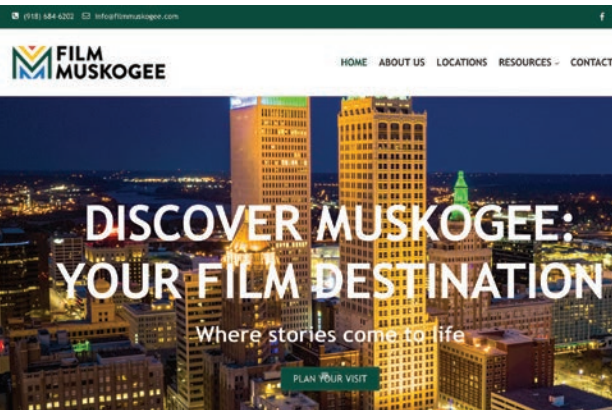 (918) 684-6202 info@filmmuskogee.com
FILM
MUSKOGEE
HOME ABOUT US LOCATIONS RESOURCES CONTACT
DISCOVER MUSKOGEE:
YOUR FILM DESTINATION
Where stories come to life
PLAN YOUR VISIT